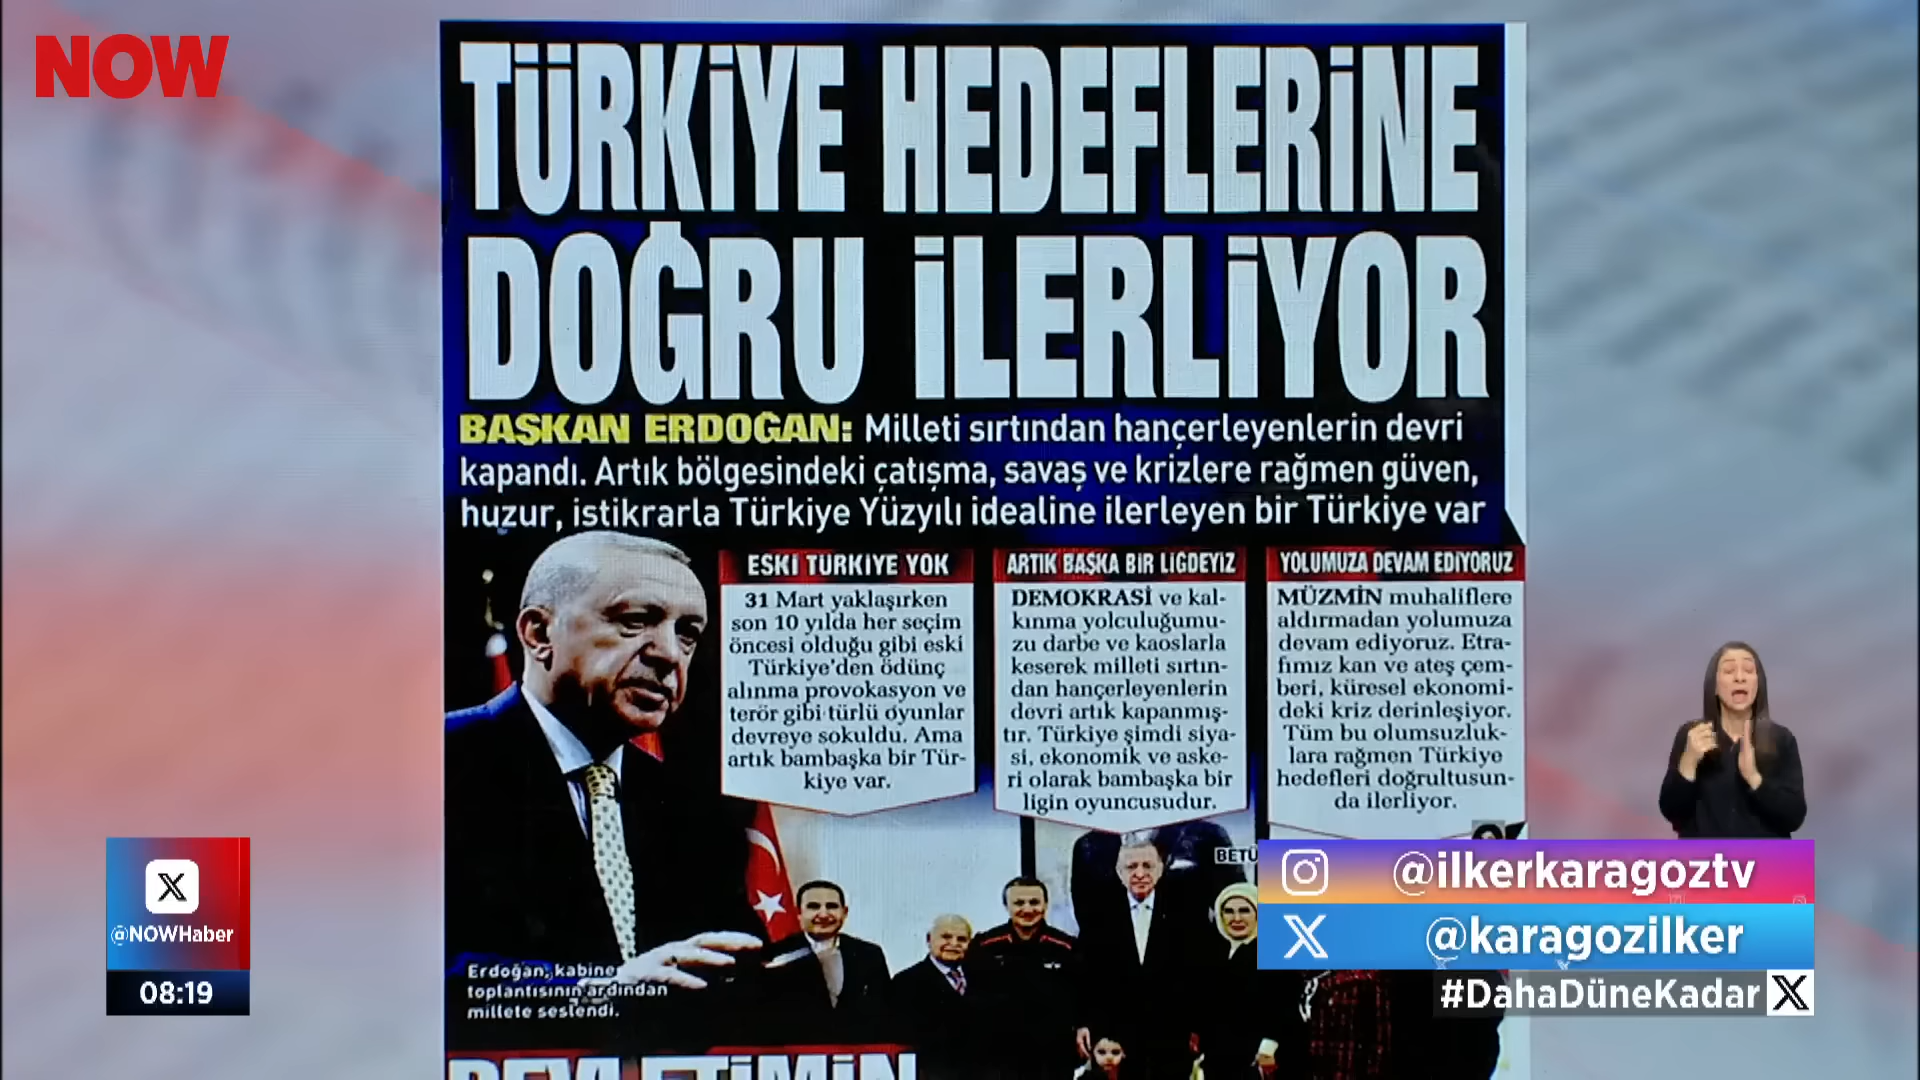 NOW
TÜRKİYE HEDEFLERİNE
DOĞRU İLERLİYOR
BAŞKAN ERDOĞAN: Milleti sırtından hançerleyenlerin devri
kapandı. Artık bölgesindeki çatışma, savaş ve krizlere rağmen güven,
huzur, istikrarla Türkiye Yüzyılı idealine ilerleyen bir Türkiye var
ESKİ TÜRKİYE YOK
31 Mart yaklaşırken
son 10 yılda her seçim
öncesi olduğu gibi eski
Türkiye'den ödünç
alınma provokasyon ve
terör gibi türlü oyunlar
devreye sokuldu. Ama
artık bambaşka bir Tür-
kiye var.
ARTIK BAŞKA BİR LİGDEYİZ
DEMOKRASİ ve kal-
kınma yolculuğumu-
zu darbe ve kaoslarla
keserek milleti sırtın-
dan hançerleyenlerin
devri artık kapanmış-
tır. Türkiye şimdi siya-
si, ekonomik ve aske-
ri olarak bambaşka bir
ligin oyuncusudur.
YOLUMUZA DEVAM EDİYORUZ
MÜZMİN muhaliflere
aldırmadan yolumuza
devam ediyoruz. Etra-
fımız kan ve ateş çem-
beri, küresel ekonomi-
deki kriz derinleşiyor.
Tüm bu olumsuzluk-
lara rağmen Türkiye
hedefleri doğrultusun-
da ilerliyor.
BETÜ
Erdoğan, kabine
toplantısının ardından
millete seslendi.
@NOWHaber
08:19
@ilkerkaragoztv
@karagozilker
#DahaDüneKadar